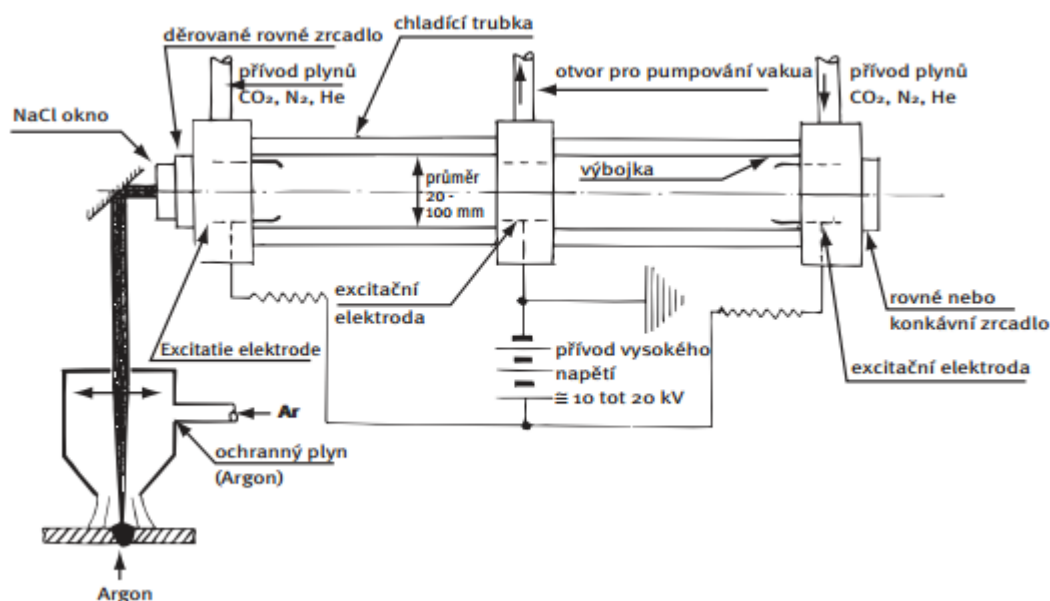 děrované rovné zrcadlo
chladící trubka
přívod plynů
CO₂, N₂, He
otvor pro pumpování vakua
přívod plynů
CO₂, N₂, He
NaCl okno
průměr
20 -
100 mm
výbojka
excitační
elektroda
Excitatie elektrode
přívod vysokého
napětí
≅ 10 tot 20 kV
rovné nebo
konkávní zrcadlo
excitační elektroda
Ar
ochranný plyn
(Argon)
Argon